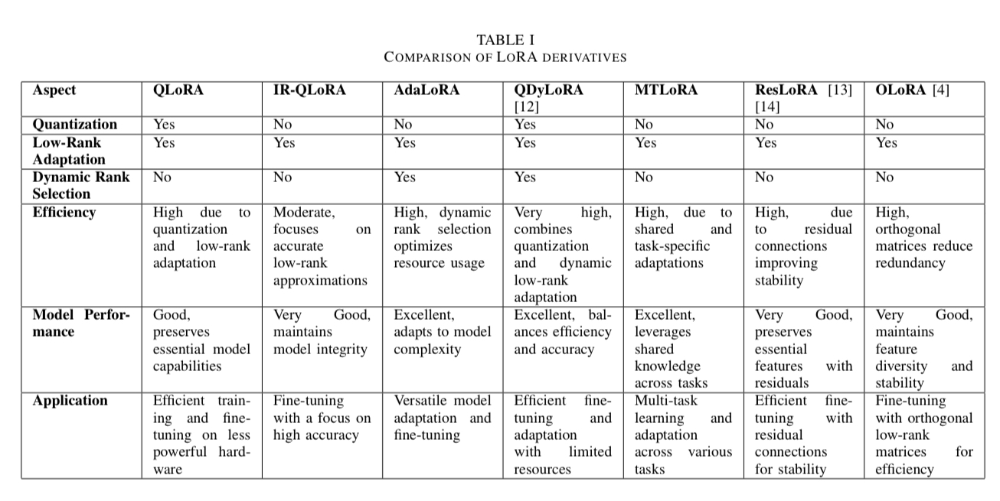 TABLE I
COMPARISON OF LORA DERIVATIVES
Aspect
QLoRA
IR-QLoRA
AdaLoRA
QDyLoRA
[12]
MTLoRA
ResLoRA [13]
[14]
OLoRA [4]
Quantization
Yes
No
No
Yes
No
No
No
Low-Rank
Adaptation
Yes
Yes
Yes
Yes
Yes
Yes
Yes
Dynamic Rank
Selection
No
No
Yes
Yes
No
No
No
Efficiency
High due to
quantization
and low-rank
adaptation
Moderate,
focuses on
accurate
low-rank
approximations
High, dynamic
rank selection
optimizes
resource usage
Very high,
combines
quantization
and dynamic
low-rank
adaptation
High, due to
shared and
task-specific
adaptations
High, due
to residual
connections
improving
stability
High,
orthogonal
matrices reduce
redundancy
Model Perfor-
mance
Good,
preserves
essential model
capabilities
Very Good,
maintains
model integrity
Excellent,
adapts to model
complexity
Excellent, bal-
ances efficiency
and accuracy
Excellent,
leverages
shared
knowledge
across tasks
Very Good,
preserves
essential
features with
residuals
Very Good,
maintains
feature
diversity and
stability
Application
Efficient train-
ing and fine-
tuning on less
powerful hard-
ware
Fine-tuning
with a focus on
high accuracy
Versatile model
adaptation and
fine-tuning
Efficient fine-
tuning and
adaptation
with limited
resources
Multi-task
learning and
adaptation
across various
tasks
Efficient fine-
tuning with
residual
connections
for stability
Fine-tuning
with orthogonal
low-rank
matrices for
efficiency